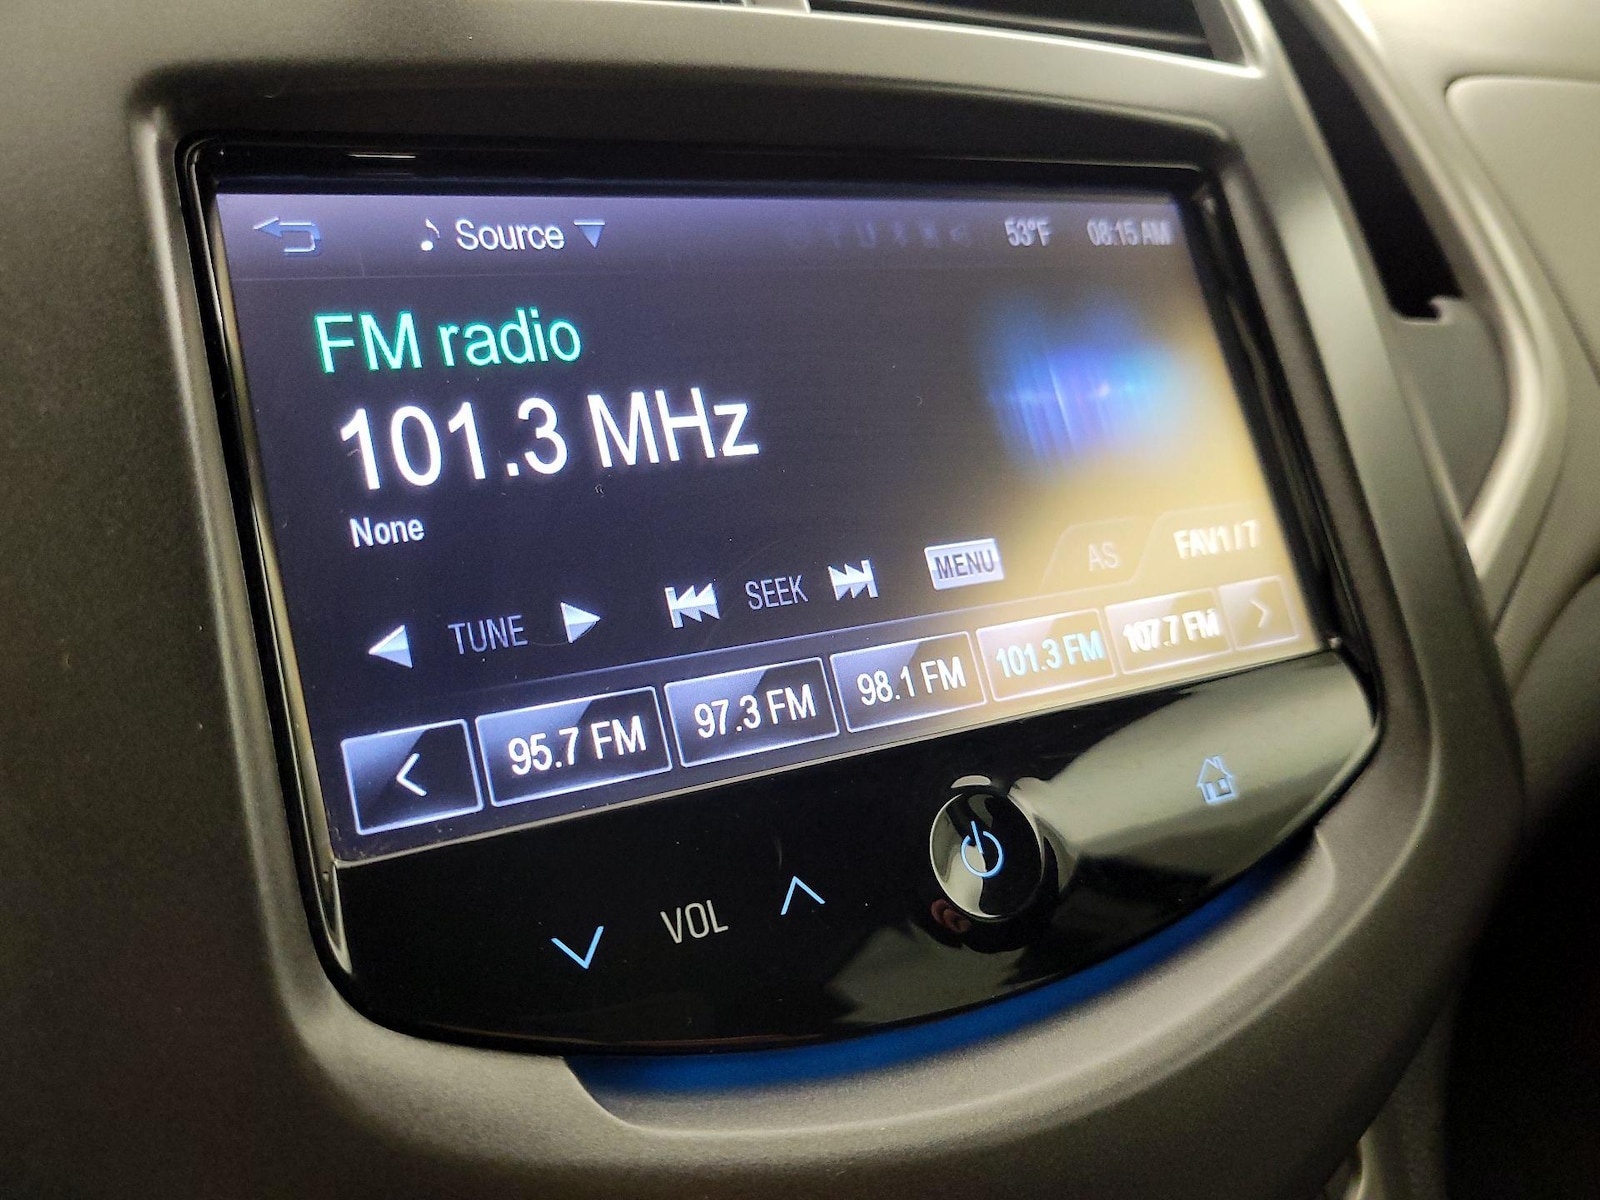 Source 53°F 08:15 AM
FM radio
101.3 MHz
None
TUNE SEEK MENU AS FAV1/7
95.7 FM 97.3 FM 98.1 FM 101.3 FM 107.7 FM
VOL